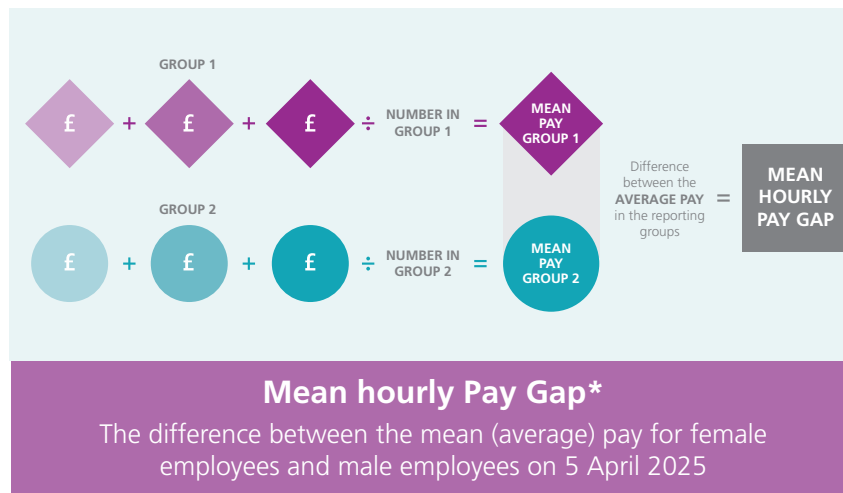 GROUP 1
£ + £ + £ ÷ NUMBER IN
GROUP 1
=
MEAN
PAY
GROUP 1
GROUP 2
£ + £ + £ ÷ NUMBER IN
GROUP 2
=
MEAN
PAY
GROUP 2
Difference
between the
AVERAGE PAY
in the reporting
groups
=
MEAN
HOURLY
PAY GAP
Mean hourly Pay Gap*
The difference between the mean (average) pay for female
employees and male employees on 5 April 2025